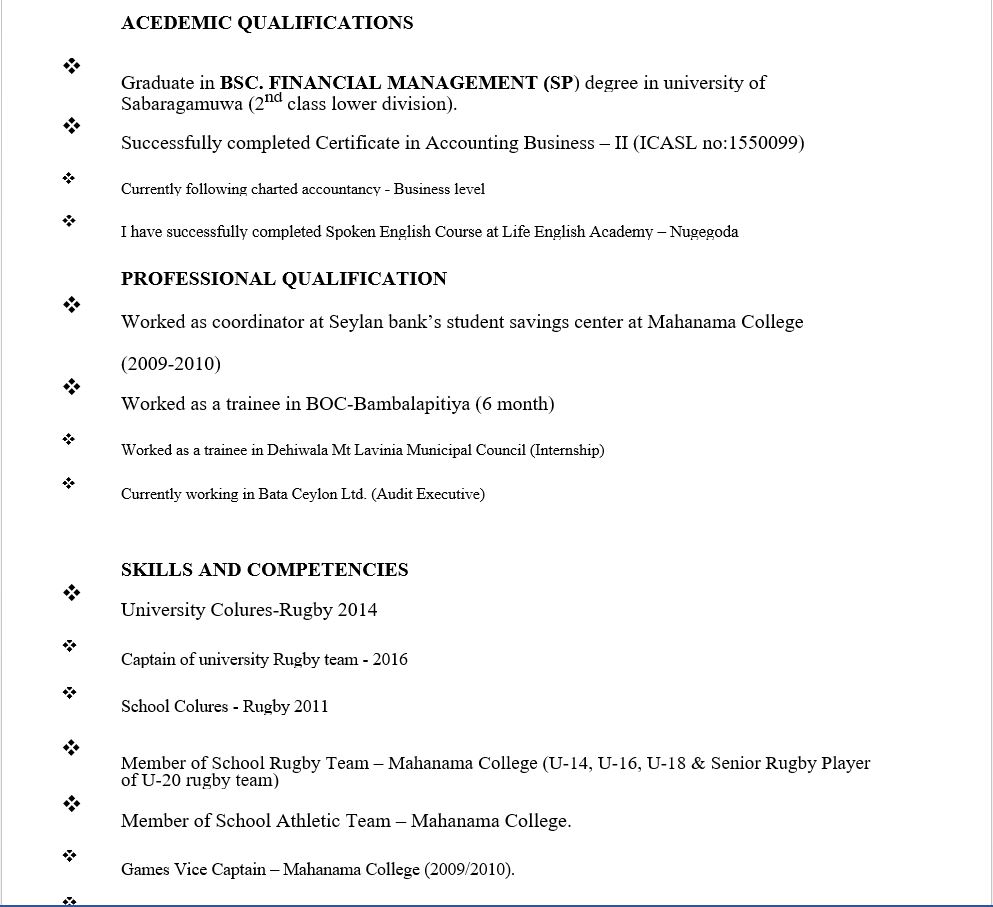 ACEDEMIC QUALIFICATIONS
Graduate in BSC. FINANCIAL MANAGEMENT (SP) degree in university of
Sabaragamuwa (2nd class lower division).
Successfully completed Certificate in Accounting Business – II (ICASL no:1550099)
Currently following charted accountancy - Business level
I have successfully completed Spoken English Course at Life English Academy – Nugegoda
PROFESSIONAL QUALIFICATION
Worked as coordinator at Seylan bank’s student savings center at Mahanama College
(2009-2010)
Worked as a trainee in BOC-Bambalapitiya (6 month)
Worked as a trainee in Dehiwala Mt Lavinia Municipal Council (Internship)
Currently working in Bata Ceylon Ltd. (Audit Executive)
SKILLS AND COMPETENCIES
University Colures-Rugby 2014
Captain of university Rugby team - 2016
School Colures - Rugby 2011
Member of School Rugby Team – Mahanama College (U-14, U-16, U-18 & Senior Rugby Player
of U-20 rugby team)
Member of School Athletic Team – Mahanama College.
Games Vice Captain – Mahanama College (2009/2010).